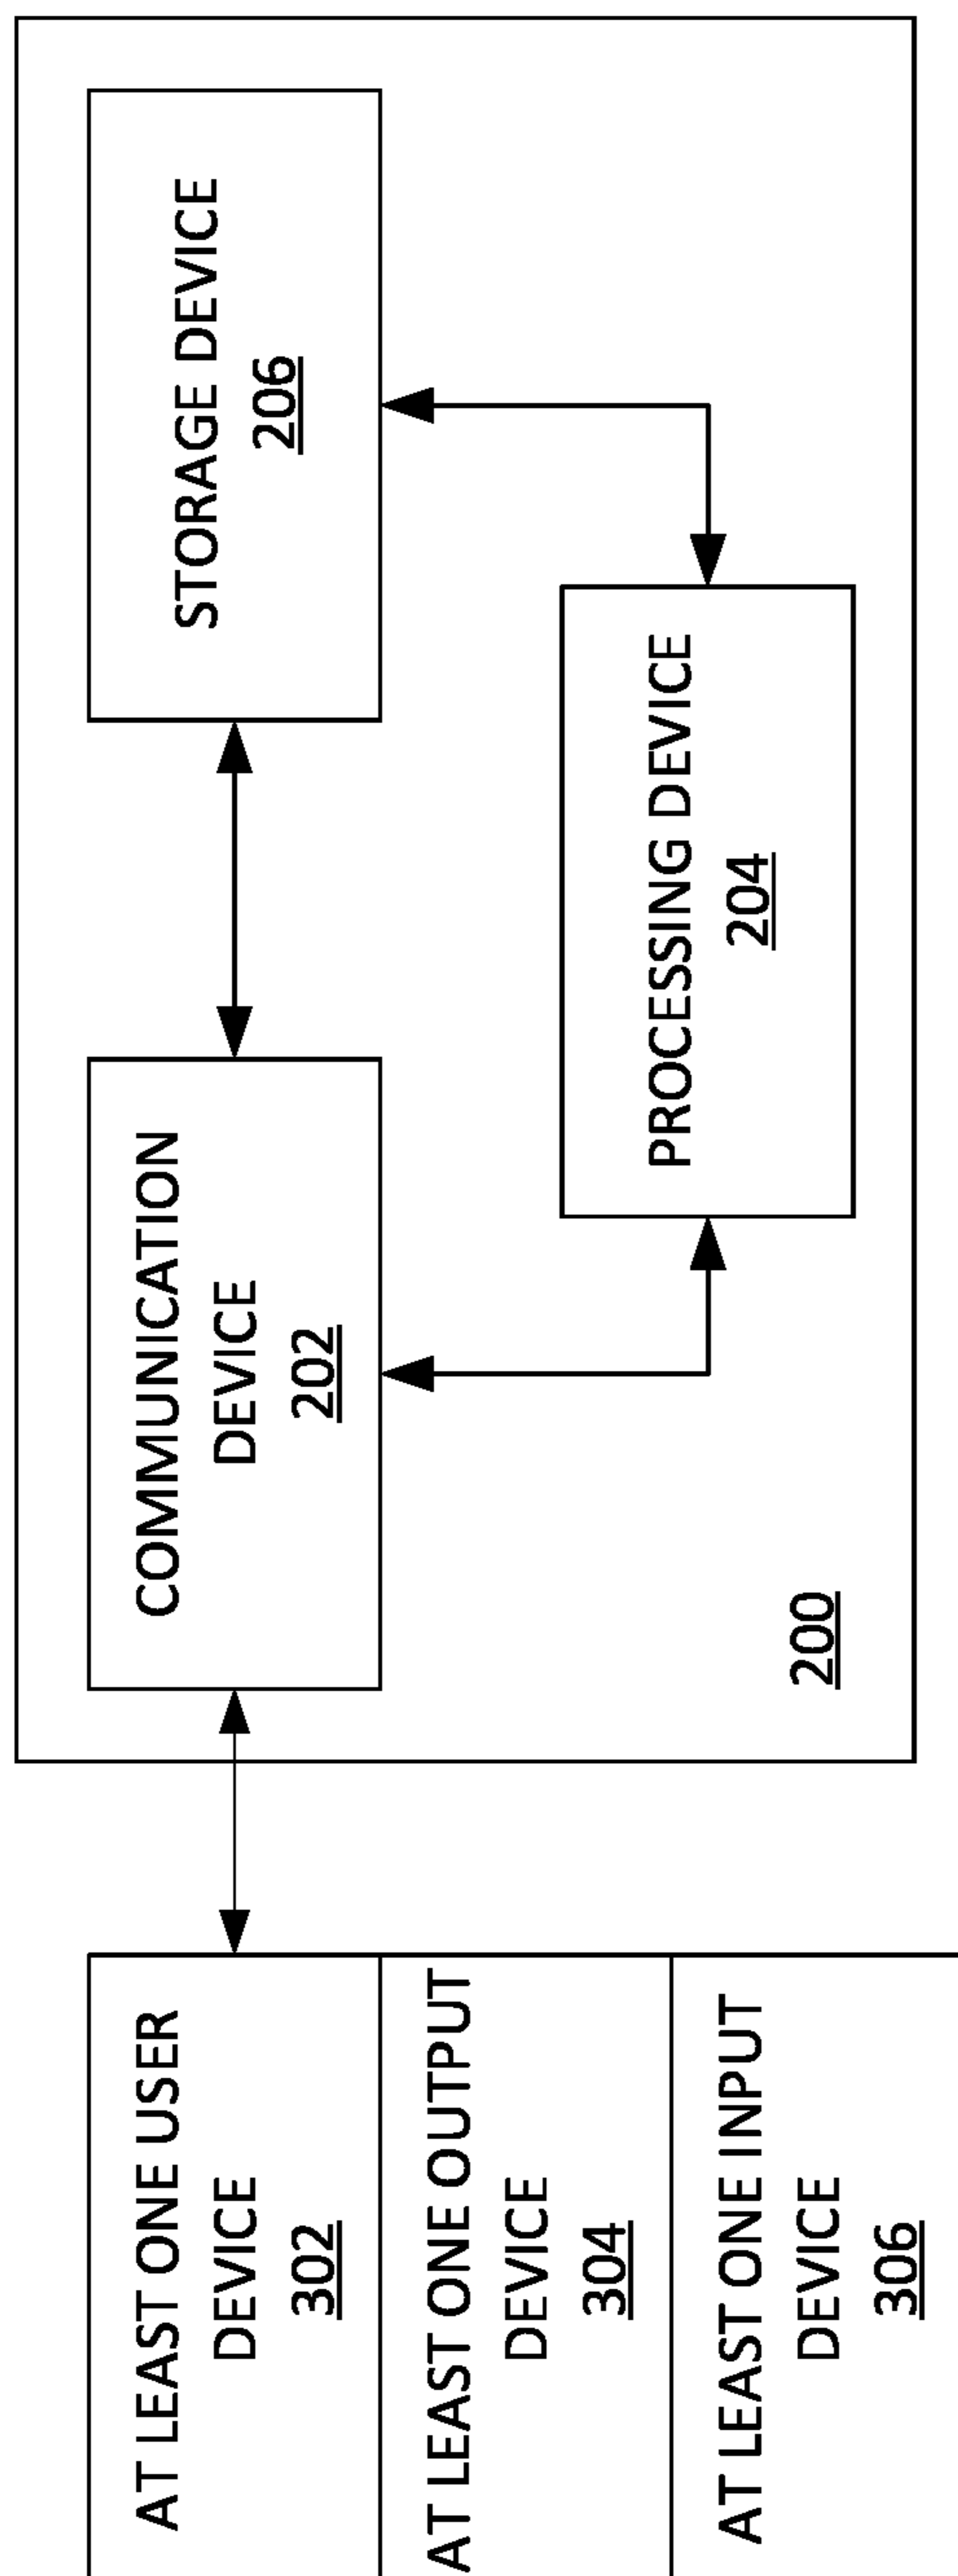 AT LEAST ONE USER
DEVICE
302
AT LEAST ONE OUTPUT
DEVICE
304
AT LEAST ONE INPUT
DEVICE
306
COMMUNICATION
DEVICE
202
STORAGE DEVICE
206
PROCESSING DEVICE
204
200